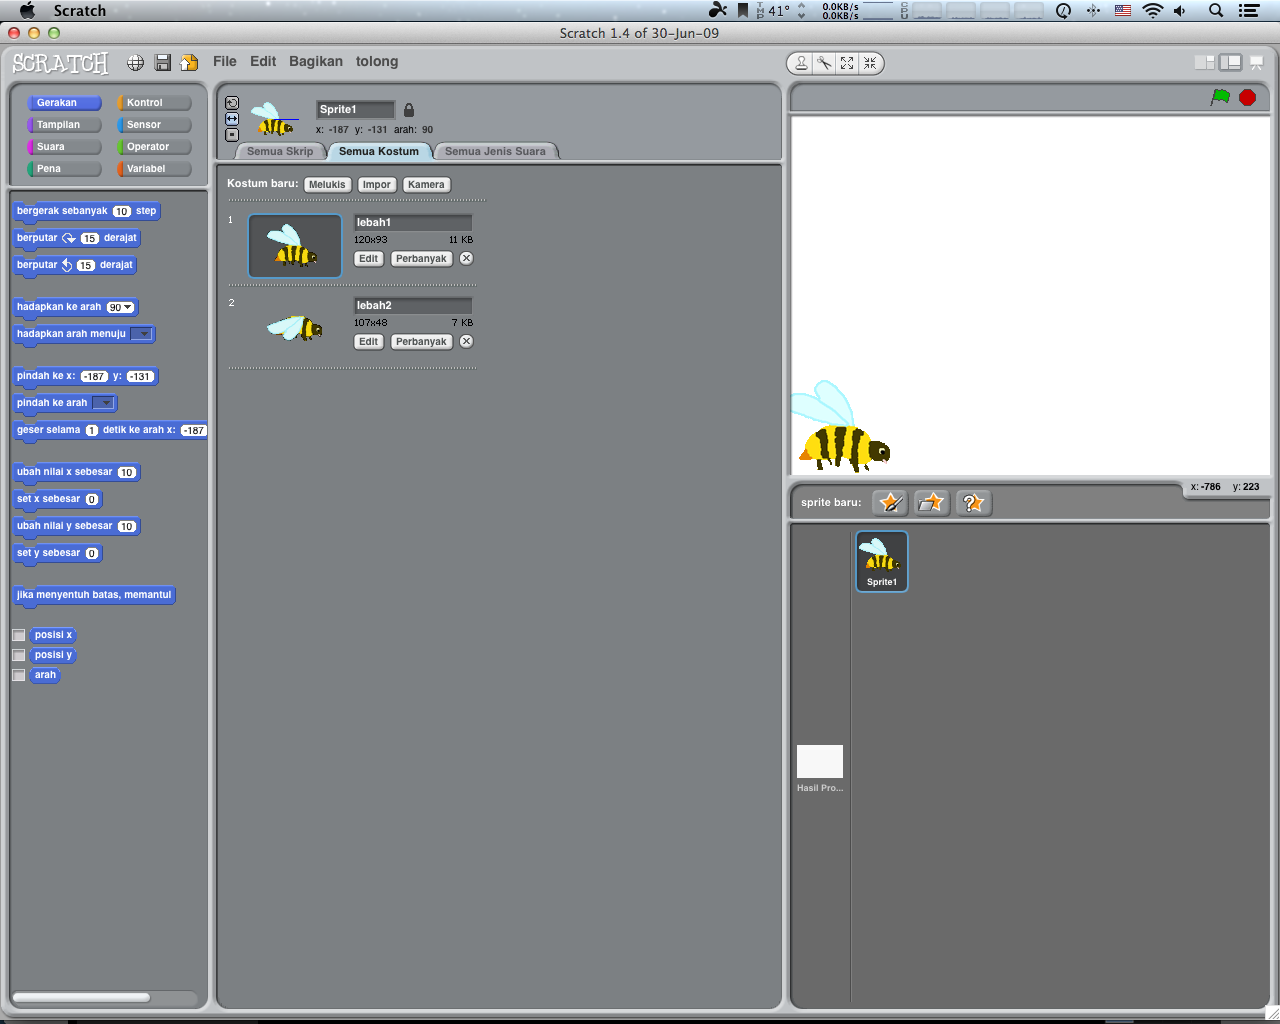 Scratch
TMP 41° 0.0KB/s
0.0KB/s
CPU
Scratch 1.4 of 30-Jun-09
SCRATCH
File Edit Bagikan tolong
Gerakan Kontrol
Tampilan Sensor
Suara Operator
Pena Variabel
bergerak sebanyak 10 step
berputar 15 derajat
berputar 15 derajat
hadapkan ke arah 90
hadapkan arah menuju
pindah ke x: -187 y: -131
pindah ke arah
geser selama 1 detik ke arah x: -187
ubah nilai x sebesar 10
set x sebesar 0
ubah nilai y sebesar 10
set y sebesar 0
jika menyentuh batas, memantul
posisi x
posisi y
arah
Sprite1
x: -187 y: -131 arah: 90
Semua Skrip Semua Kostum Semua Jenis Suara
Kostum baru: Melukis Impor Kamera
1 lebah1
120x93 11 KB
Edit Perbanyak
2 lebah2
107x48 7 KB
Edit Perbanyak
x: -786 y: 223
sprite baru:
Sprite1
Hasil Pro...